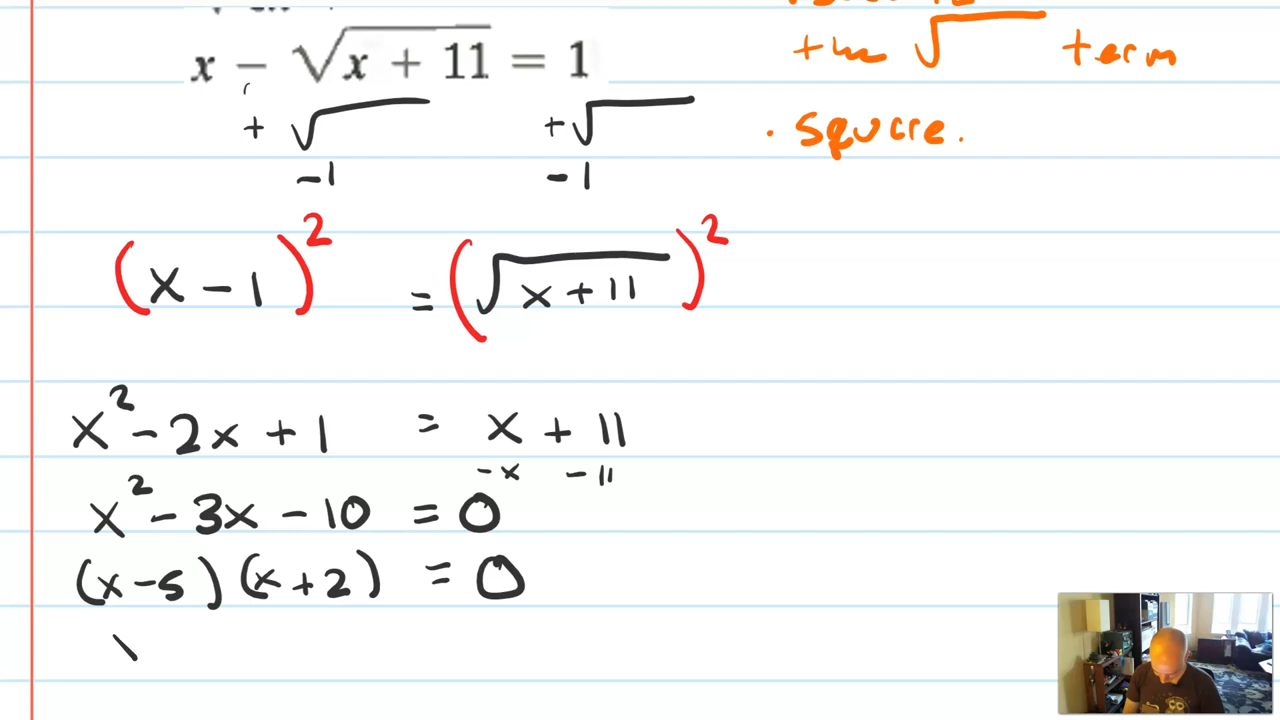 x − √(x + 11) = 1
the √ term
+ √ + √
· square.
−1 −1
(x − 1)² = (√(x + 11))²
x² − 2x + 1 = x + 11
−x −11
x² − 3x − 10 = 0
(x − 5)(x + 2) = 0